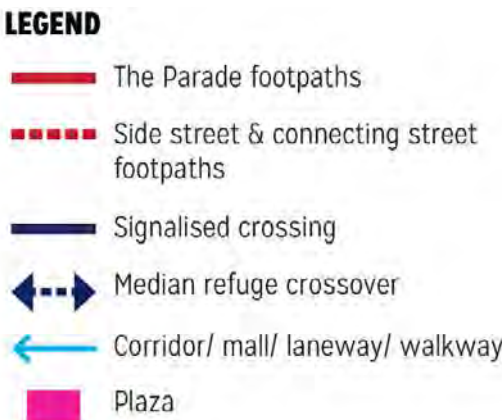 LEGEND
The Parade footpaths
Side street & connecting street
footpaths
Signalised crossing
Median refuge crossover
Corridor/ mall/ laneway/ walkway
Plaza